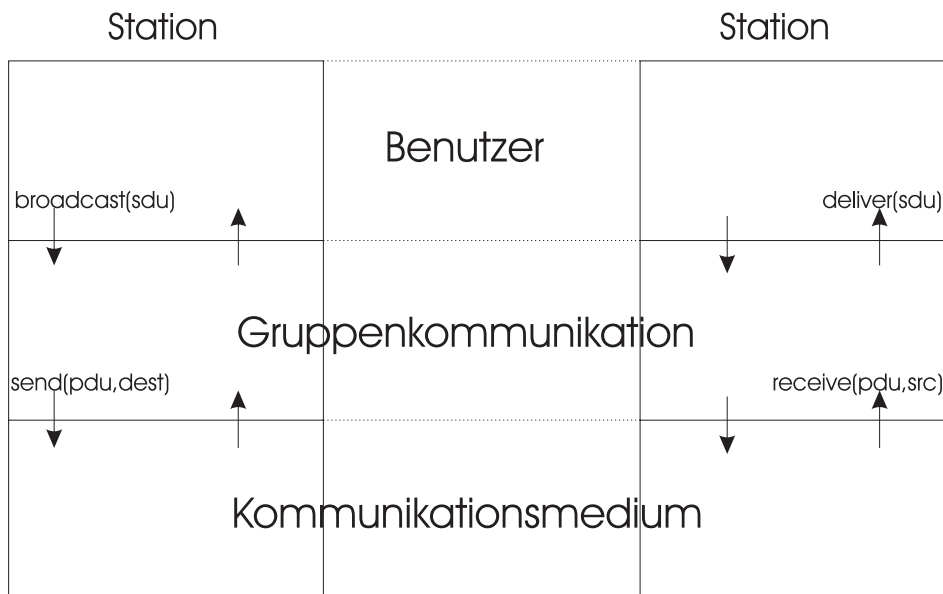 Station
Station
Benutzer
broadcast(sdu)
deliver(sdu)
Gruppenkommunikation
send(pdu,dest)
receive(pdu,src)
Kommunikationsmedium